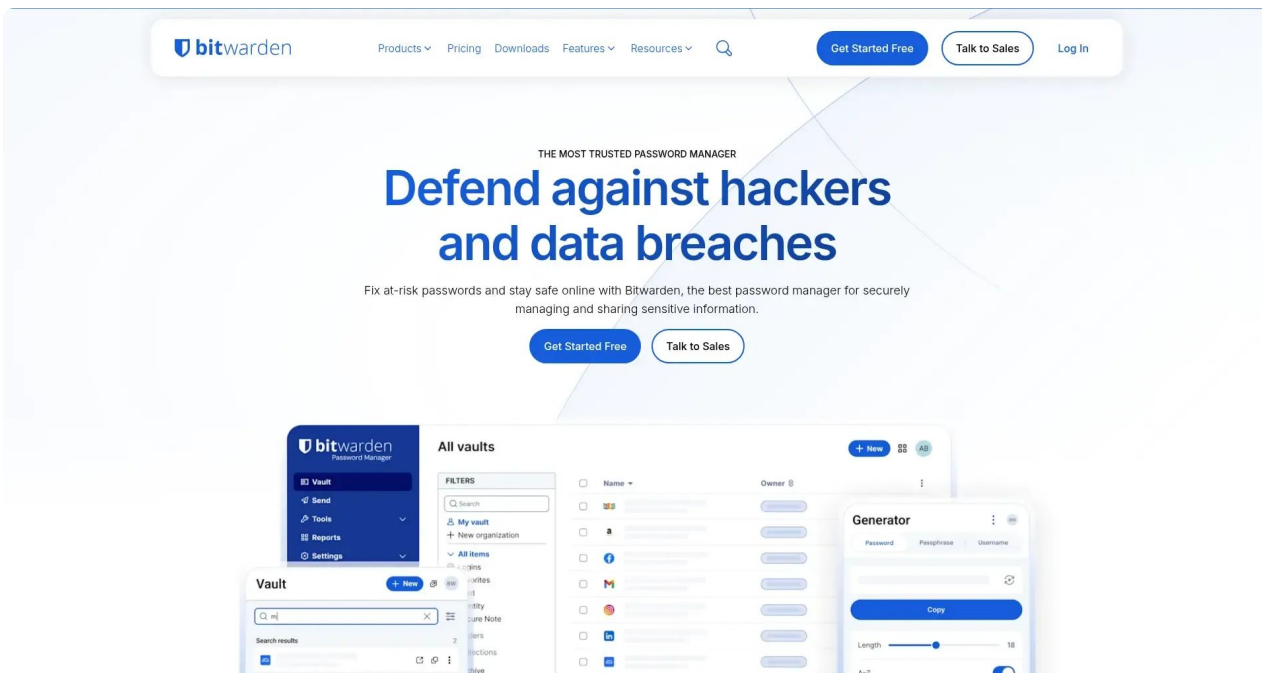 bitwarden
Products
Pricing
Downloads
Features
Resources
Get Started Free
Talk to Sales
Log In
THE MOST TRUSTED PASSWORD MANAGER
Defend against hackers
and data breaches
Fix at-risk passwords and stay safe online with Bitwarden, the best password manager for securely
managing and sharing sensitive information.
Get Started Free
Talk to Sales
bitwarden
Password Manager
Vault
Send
Tools
Reports
Settings
All vaults
+ New
AB
FILTERS
Search
My vault
+ New organization
All items
Name
Owner
Generator
Password
Passphrase
Username
Copy
Length
18
Vault
+ New
BW
m
Search results
2
cure Note